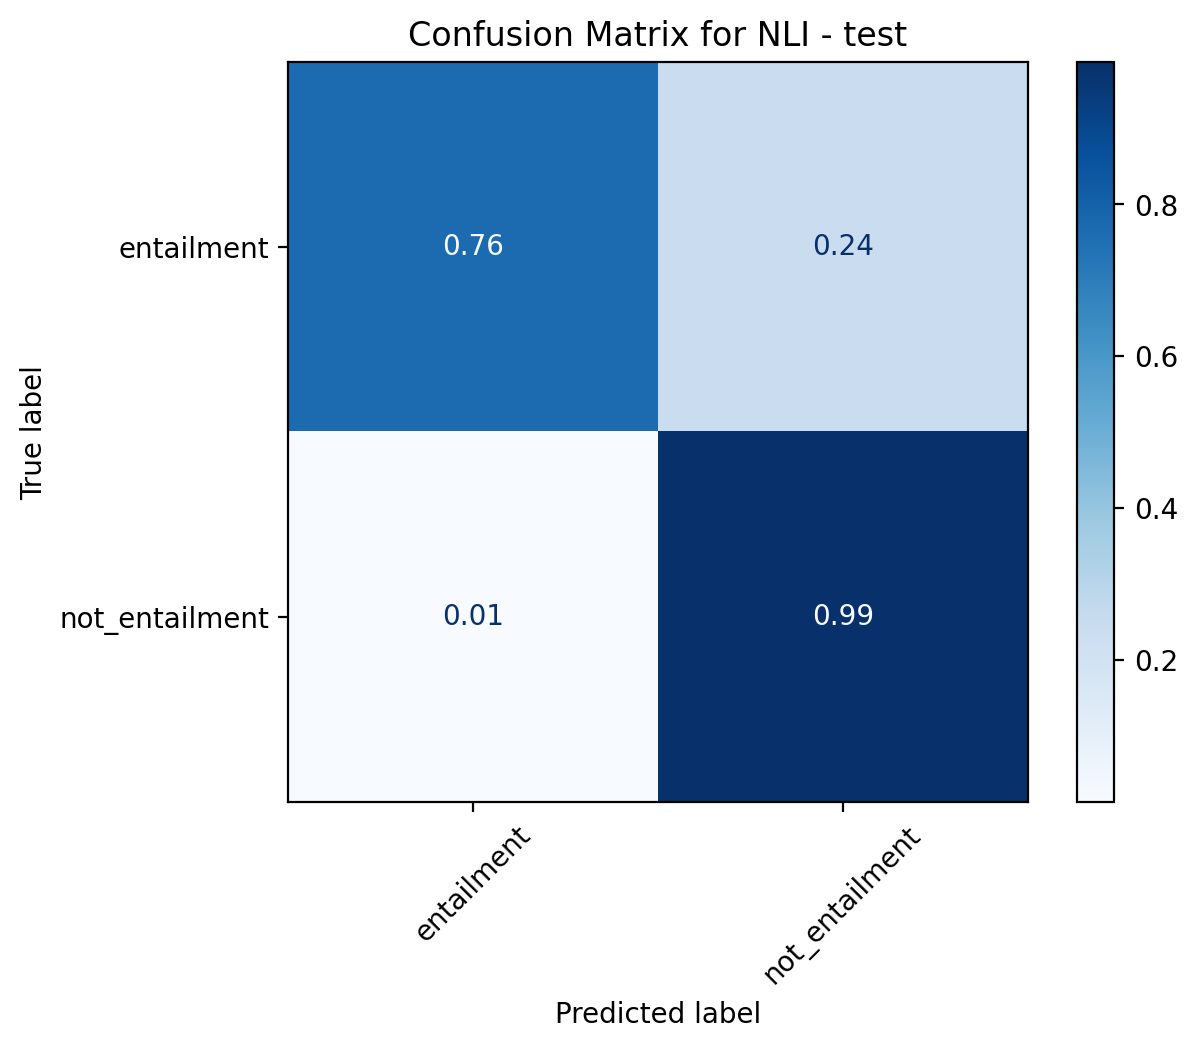 Confusion Matrix for NLI - test
True label
entailment
0.76
0.24
not_entailment
0.01
0.99
entailment
not_entailment
Predicted label
0.8
0.6
0.4
0.2